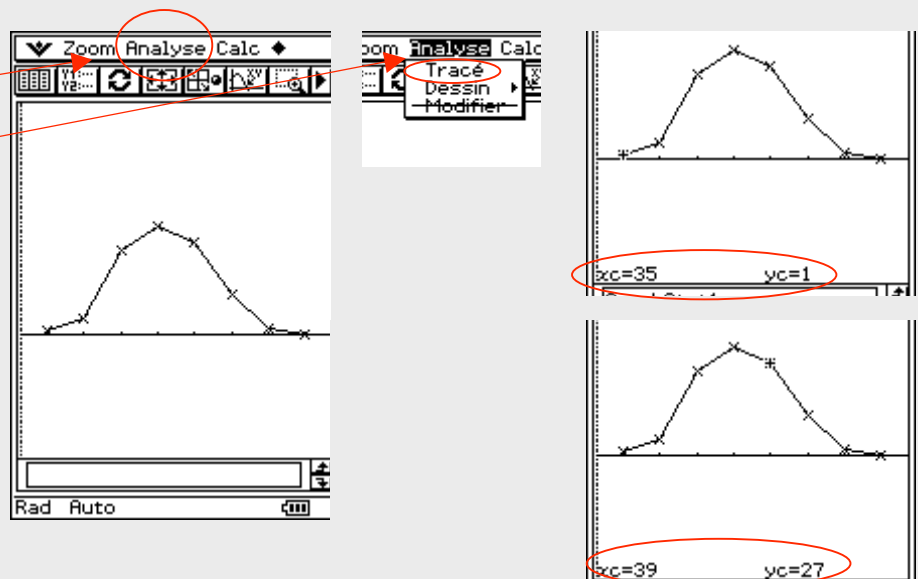 Zoom Analyse Calc
Rad Auto
oom Analyse Calc
Tracé
Dessin
Modifier
xc=35 yc=1
xc=39 yc=27